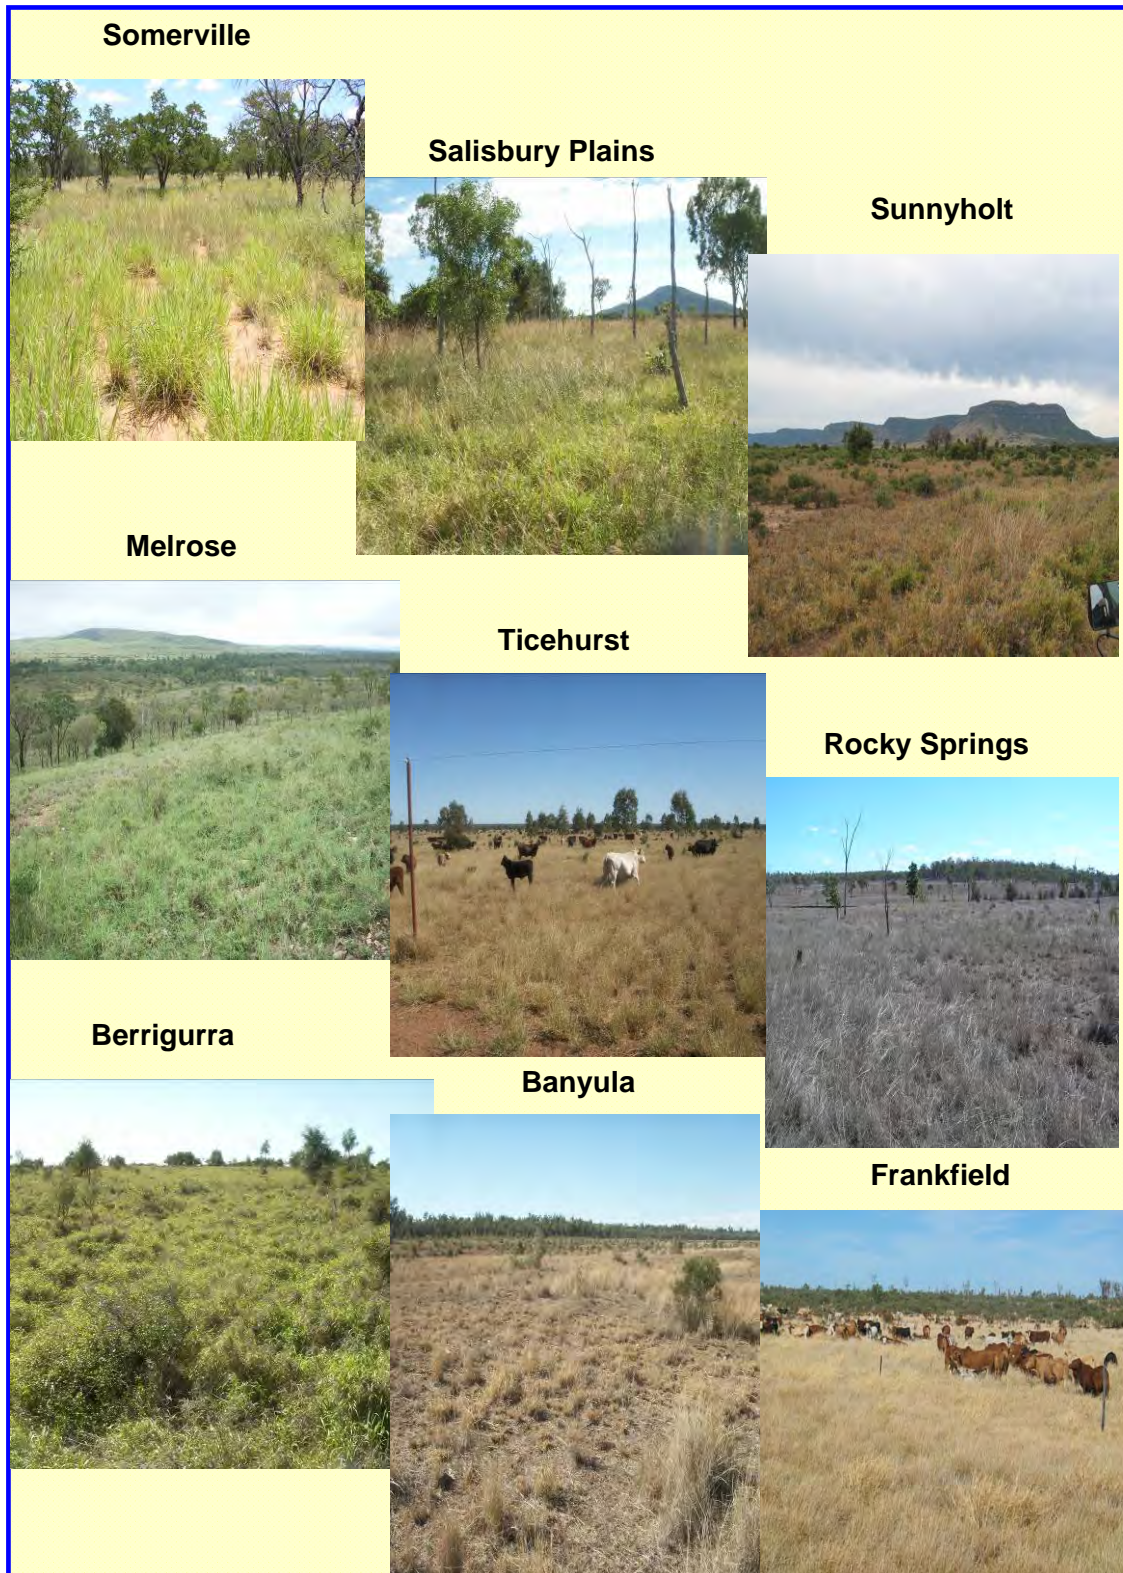 Somerville
Salisbury Plains
Sunnyholt
Melrose
Ticehurst
Rocky Springs
Berrigurra
Banyula
Frankfield